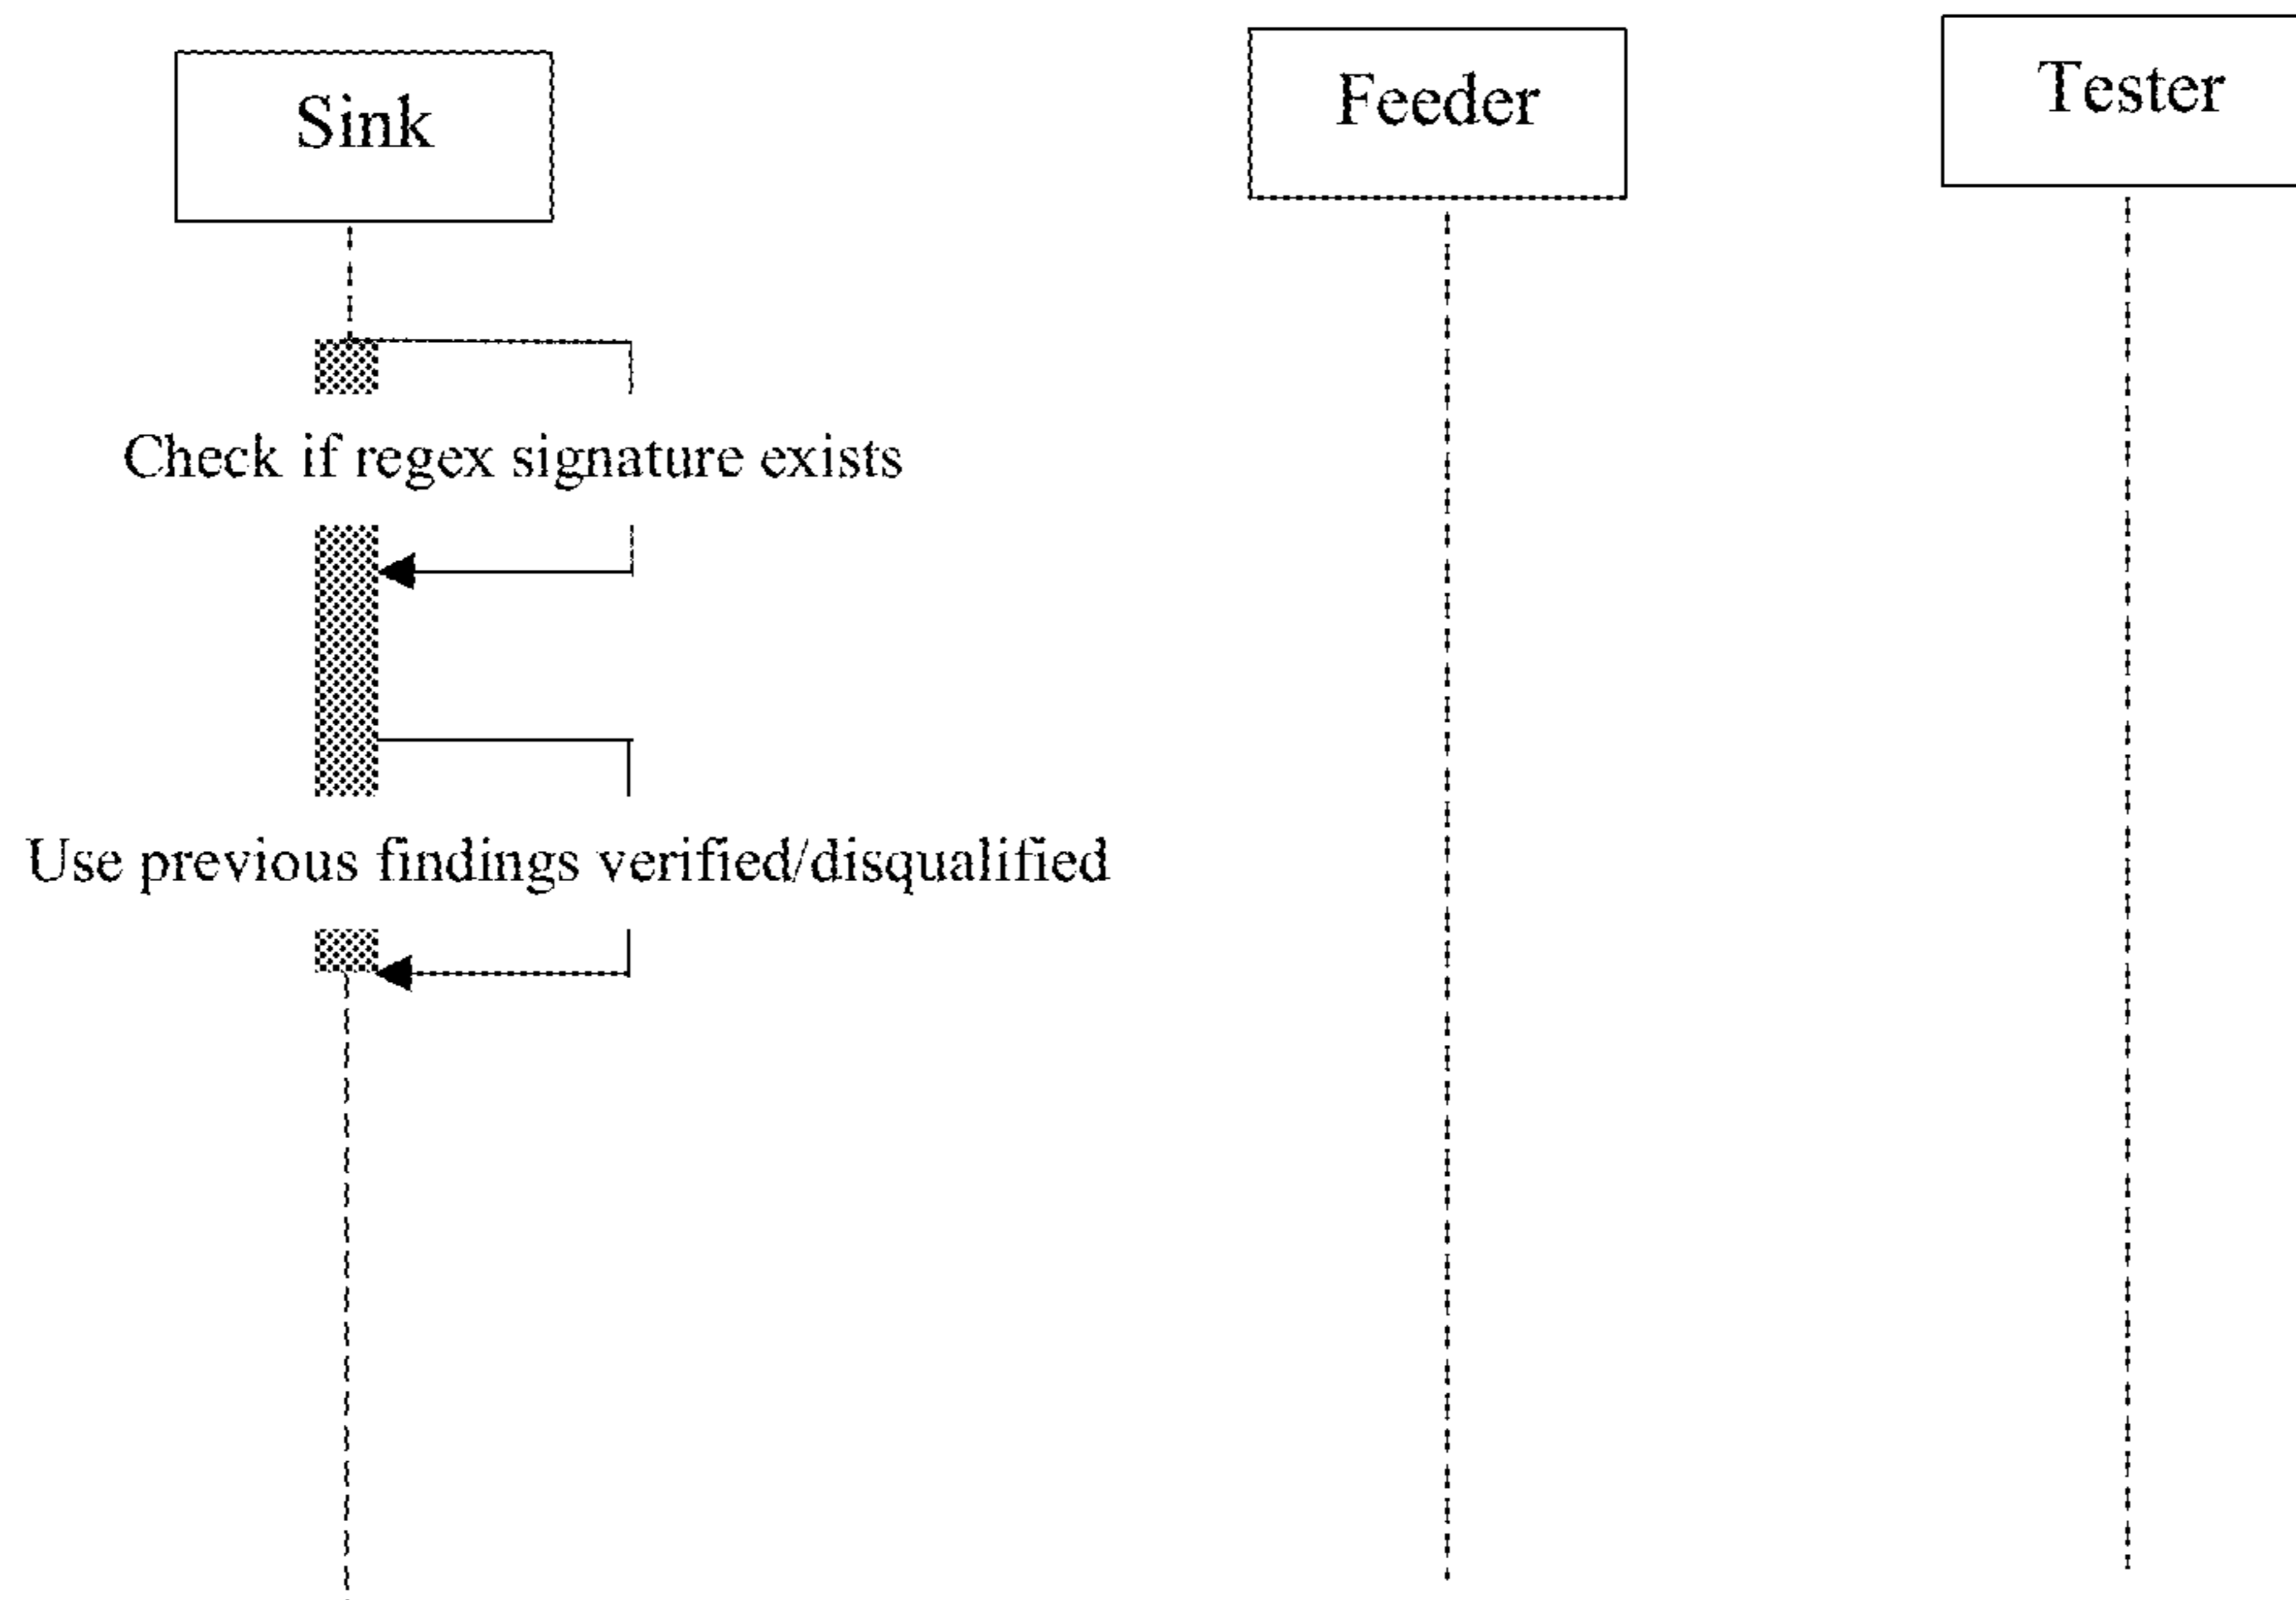 Sink
Feeder
Tester
Check if regex signature exists
Use previous findings verified/disqualified